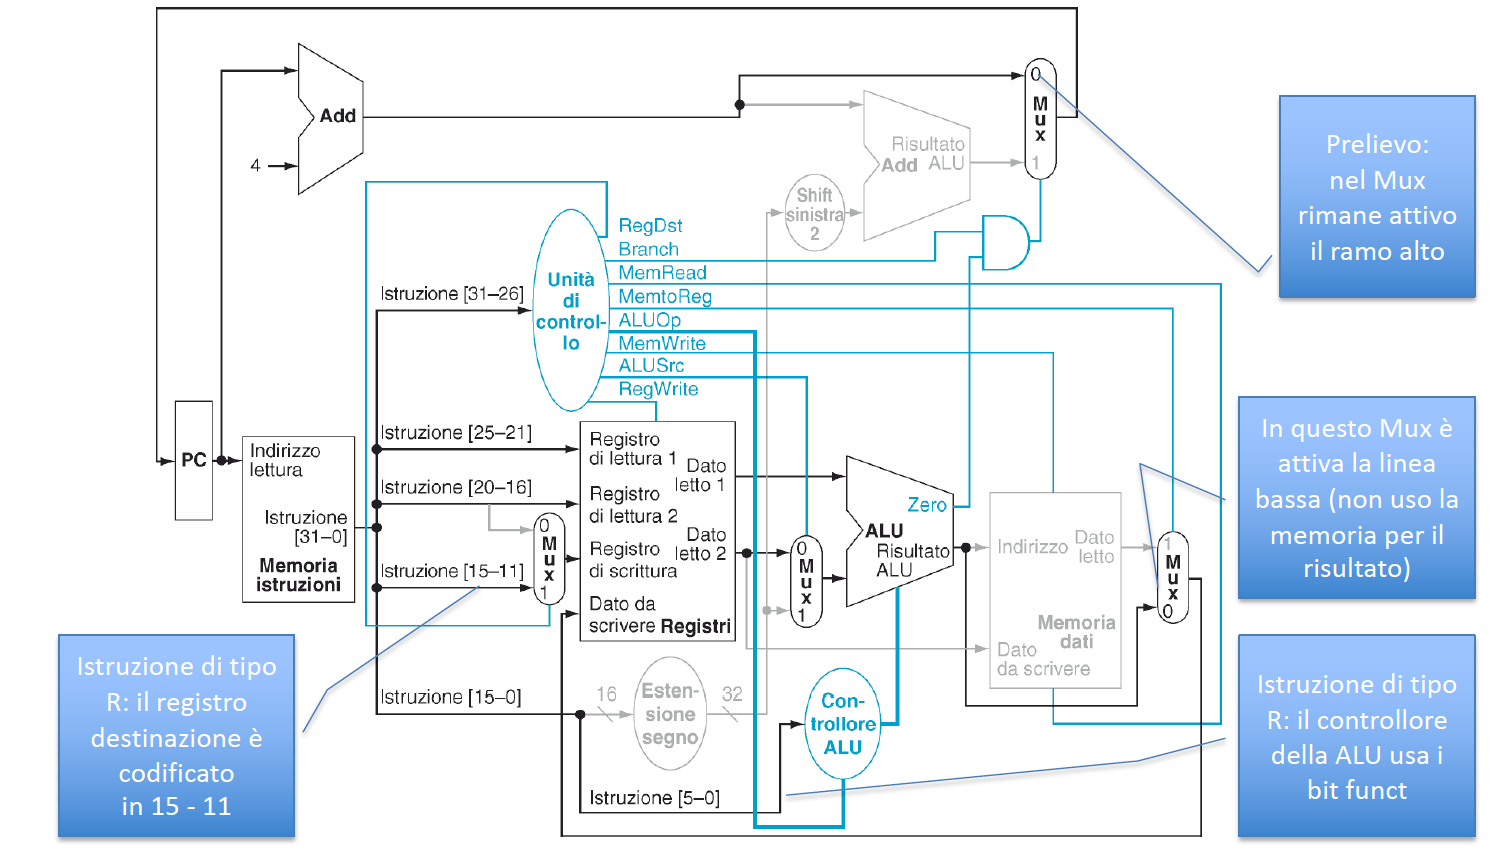 Add
4
0
M
u
x
1
Risultato
Add ALU
Shift
sinistra
2
Prelievo:
nel Mux
rimane attivo
il ramo alto
RegDst
Branch
MemRead
MemtoReg
ALUOp
MemWrite
ALUSrc
RegWrite
Unità
di
control-
lo
Istruzione [31–26]
Istruzione [25–21]
Istruzione [20–16]
Istruzione [15–11]
Istruzione [15–0]
Istruzione [5–0]
PC
Indirizzo
lettura
Istruzione
[31–0]
Memoria
istruzioni
0
M
u
x
1
Registro
di lettura 1
Registro
di lettura 2
Registro
di scrittura
Dato da
scrivere Registri
Dato
letto 1
Dato
letto 2
0
M
u
x
1
Zero
ALU
Risultato
ALU
Indirizzo
Dato
letto
Memoria
dati
Dato
da scrivere
1
M
u
x
0
16
Esten-
sione
segno
32
Con-
trollore
ALU
In questo Mux è
attiva la linea
bassa (non uso la
memoria per il
risultato)
Istruzione di tipo
R: il registro
destinazione è
codificato
in 15 - 11
Istruzione di tipo
R: il controllore
della ALU usa i
bit funct